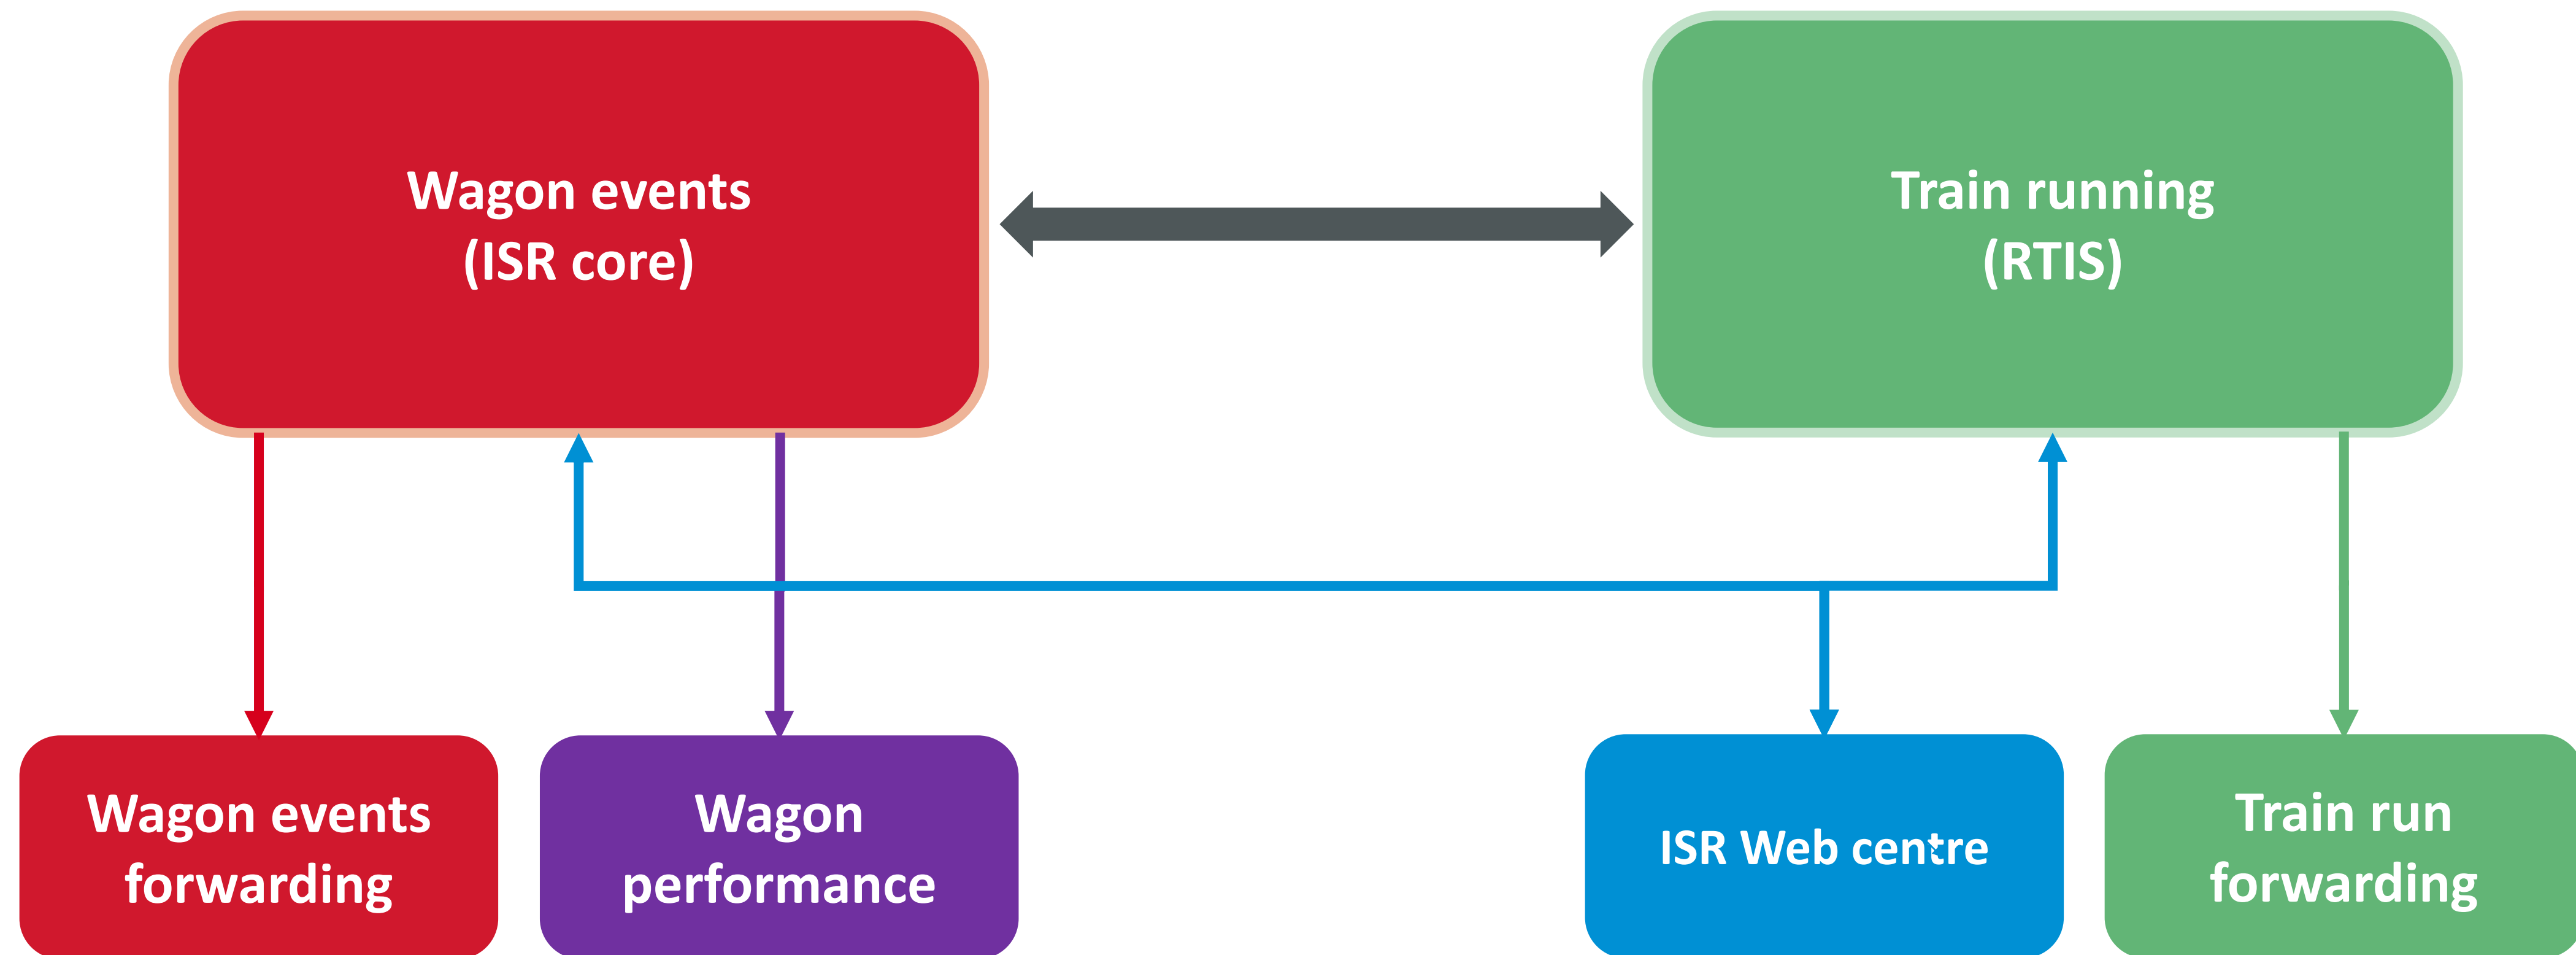 Wagon events
(ISR core)
Train running
(RTIS)
Wagon events
forwarding
Wagon
performance
ISR Web centre
Train run
forwarding